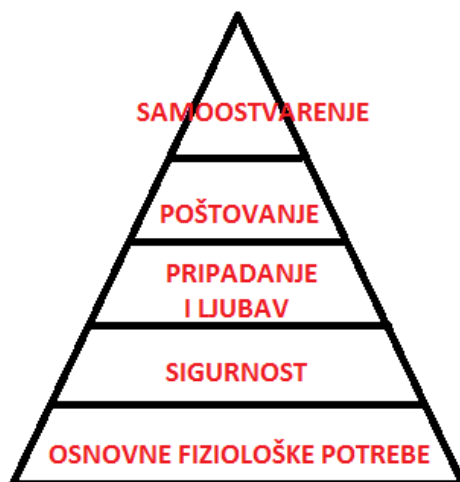 SAMOOSTVARENJE
POŠTOVANJE
PRIPADANJE
I LJUBAV
SIGURNOST
OSNOVNE FIZIOLOŠKE POTREBE